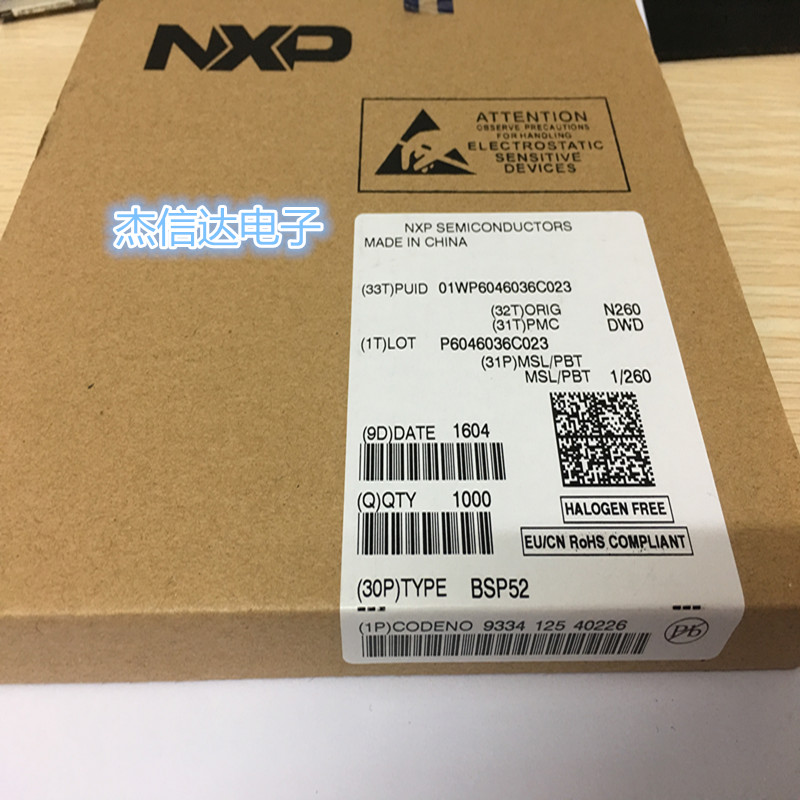 NXP
ATTENTION
OBSERVE PRECAUTIONS
FOR HANDLING
ELECTROSTATIC
SENSITIVE
DEVICES
杰信达电子
NXP SEMICONDUCTORS
MADE IN CHINA
(33T)PUID 01WP6046036C023
(32T)ORIG N260
(31T)PMC DWD
(1T)LOT P6046036C023
(31P)MSL/PBT
MSL/PBT 1/260
(9D)DATE 1604
(Q)QTY 1000
HALOGEN FREE
EU/CN RoHS COMPLIANT
(30P)TYPE BSP52
(1P)CODENO 9334 125 40226